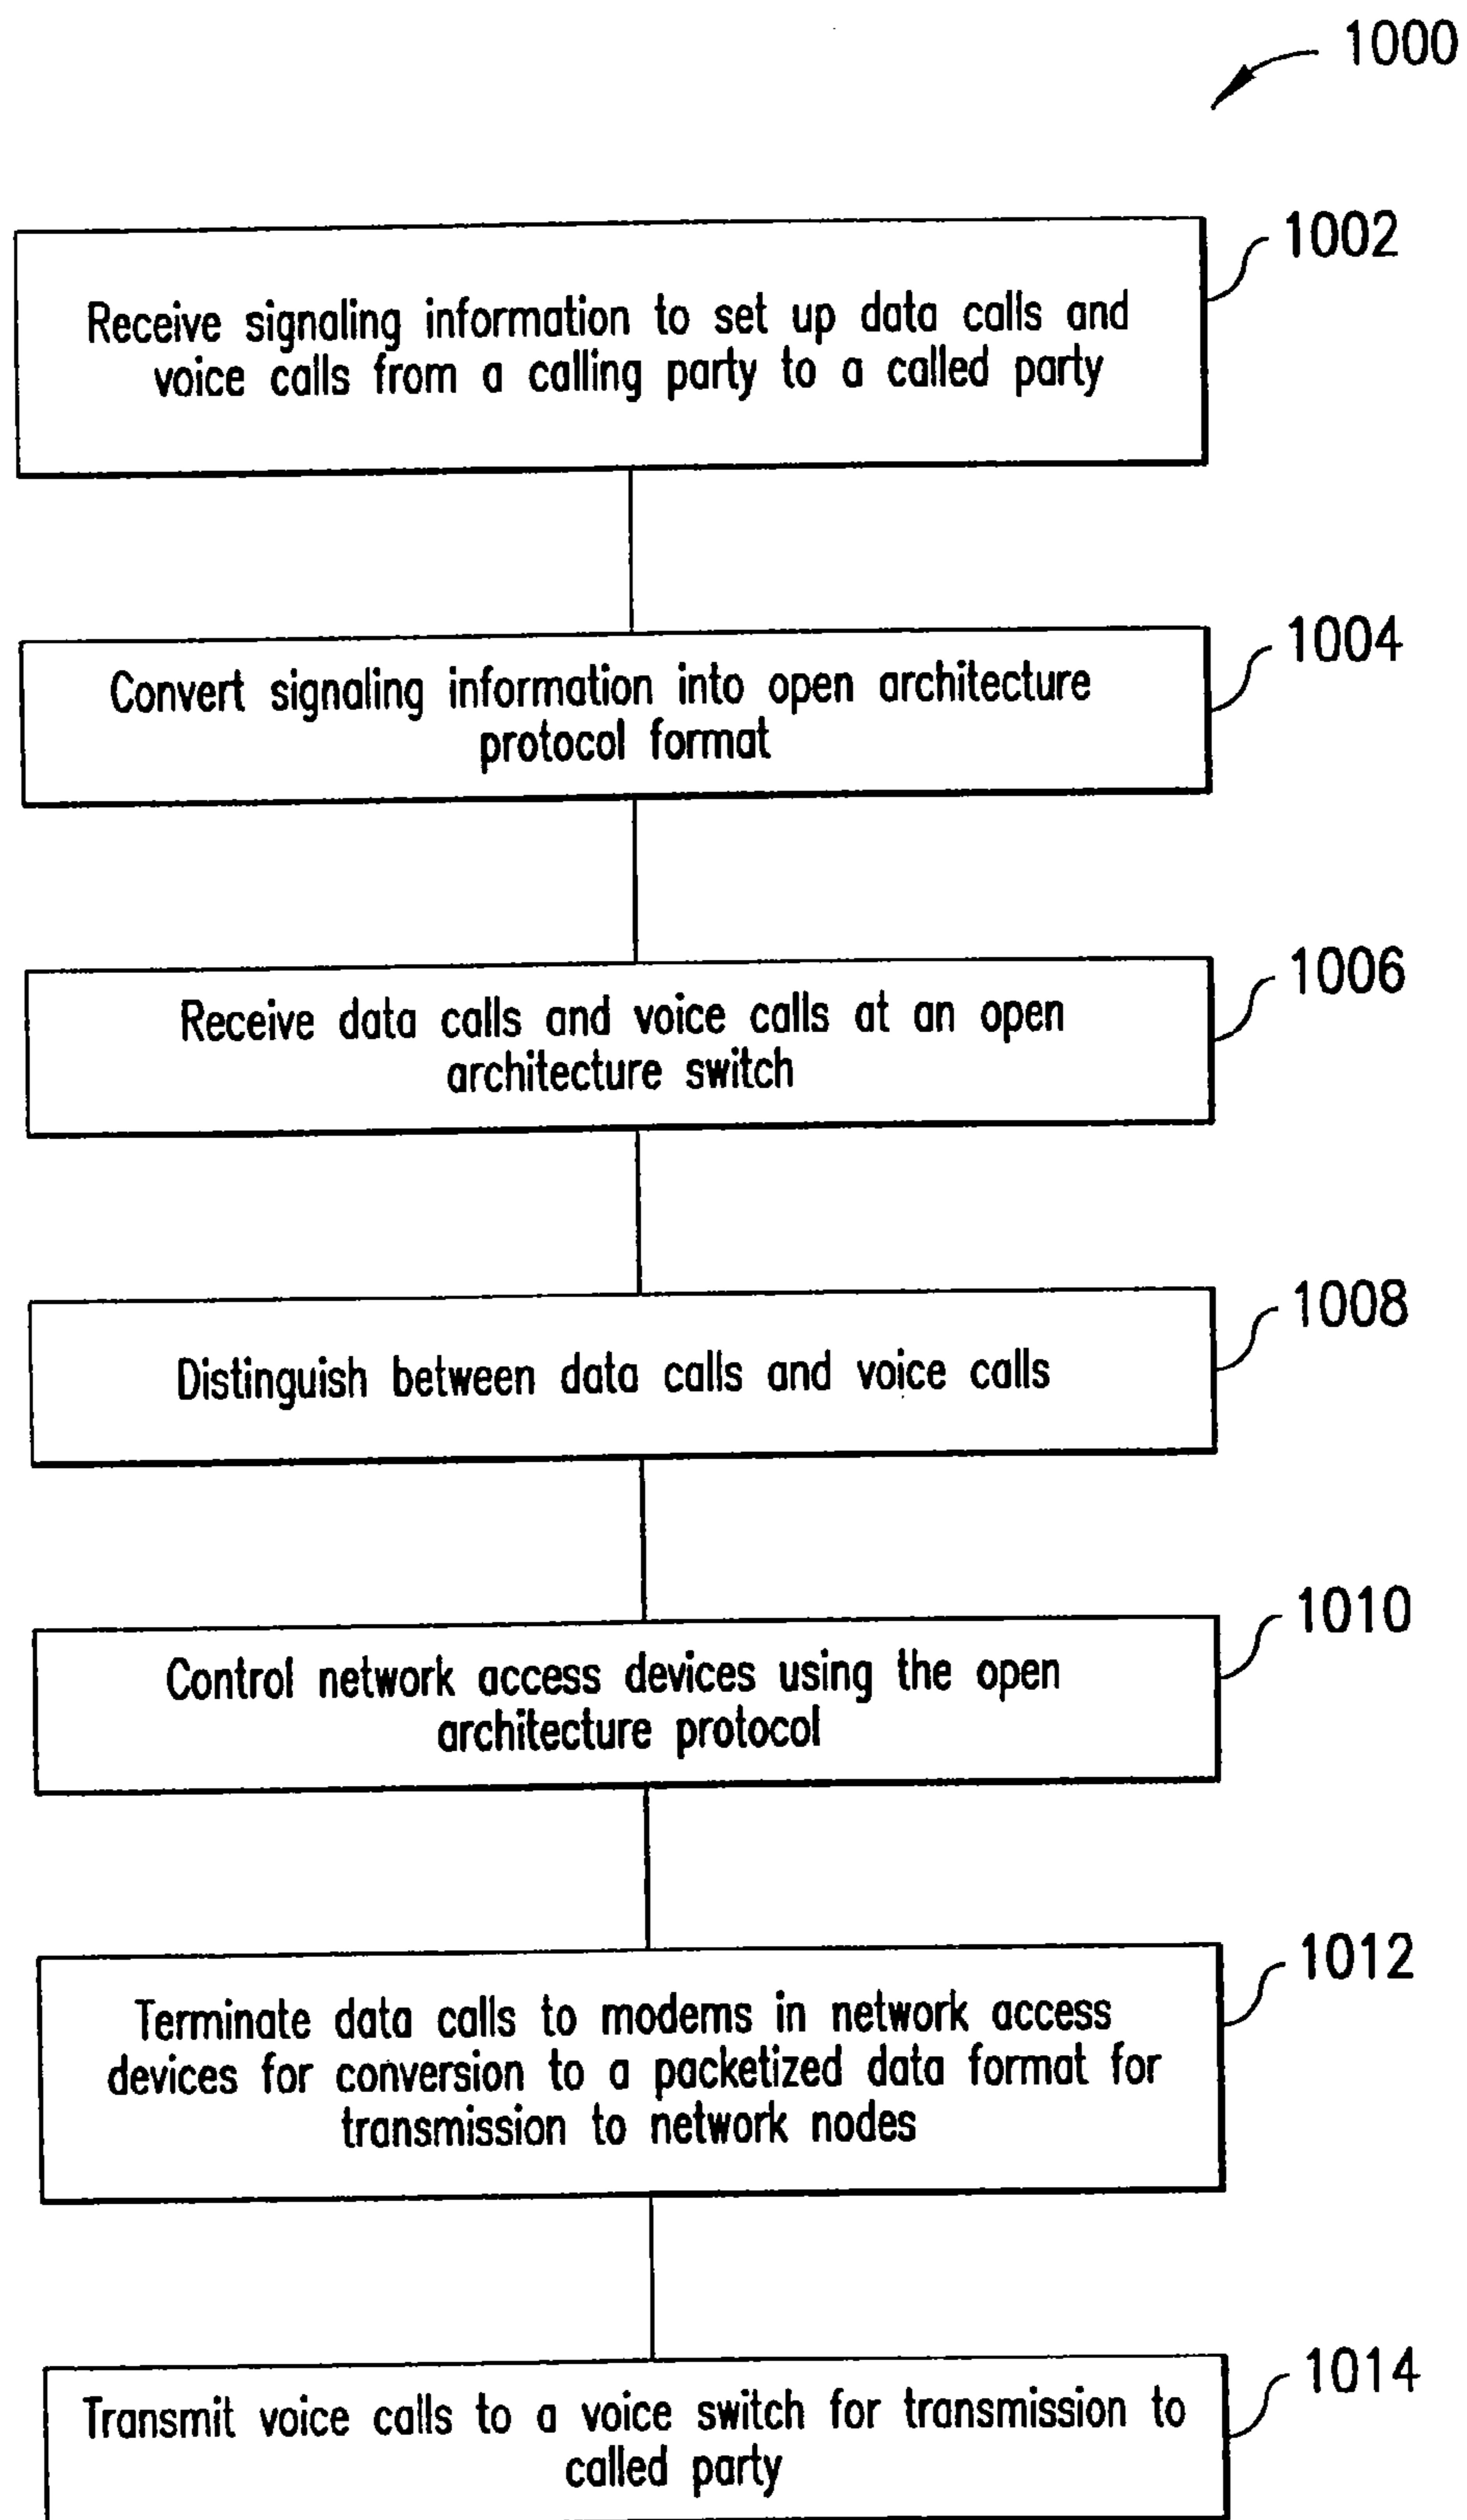 1000
1002
Receive signaling information to set up data calls and
voice calls from a calling party to a called party
1004
Convert signaling information into open architecture
protocol format
1006
Receive data calls and voice calls at an open
architecture switch
1008
Distinguish between data calls and voice calls
1010
Control network access devices using the open
architecture protocol
1012
Terminate data calls to modems in network access
devices for conversion to a packetized data format for
transmission to network nodes
1014
Transmit voice calls to a voice switch for transmission to
called party